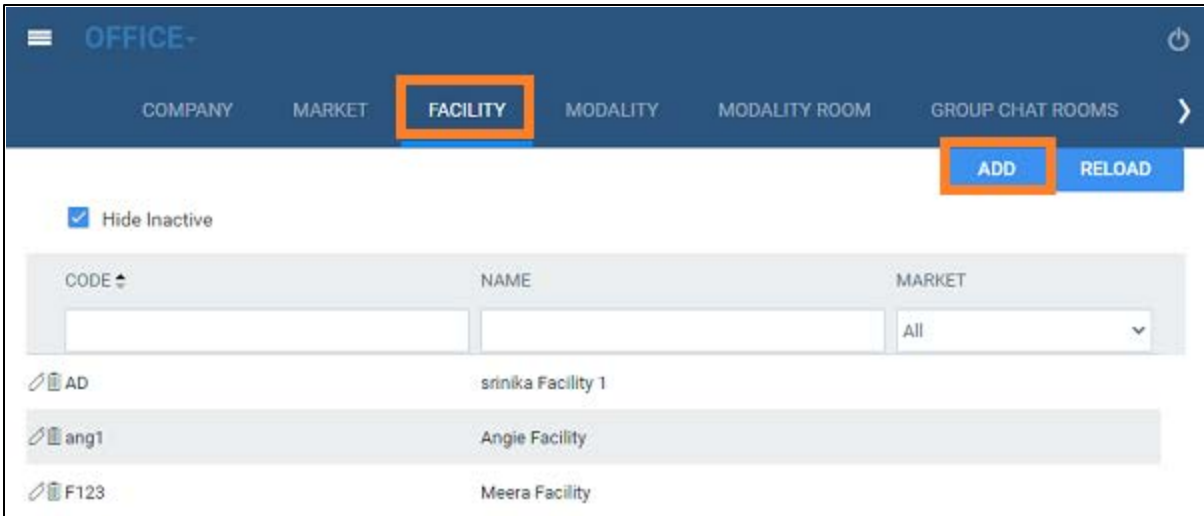 OFFICE-
COMPANY MARKET FACILITY MODALITY MODALITY ROOM GROUP CHAT ROOMS
ADD RELOAD
Hide Inactive
CODE NAME MARKET
All
AD srinika Facility 1
ang1 Angie Facility
F123 Meera Facility